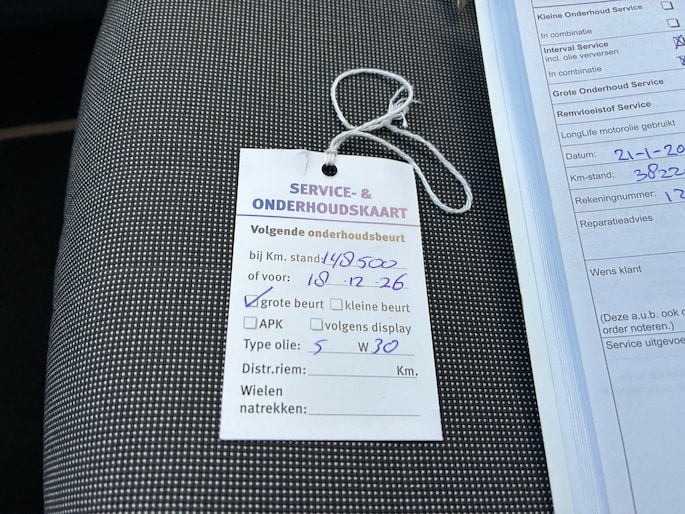 SERVICE- &
ONDERHOUDSKAART
Volgende onderhoudsbeurt
bij Km. stand: 148500
of voor: 18 12 26
grote beurt kleine beurt
APK volgens display
Type olie: 5 W 30
Distr.riem: Km.
Wielen
natrekken:
Kleine Onderhoud Service
In combinatie
Interval Service
incl. olie verversen
In combinatie
Grote Onderhoud Service
Remvloeistof Service
LongLife motorolie gebruikt
Datum: 21-1-20
Km-stand: 3822
Rekeningnummer: 12
Reparatieadvies
Wens klant
(Deze a.u.b. ook
order noteren.)
Service uitgevoe